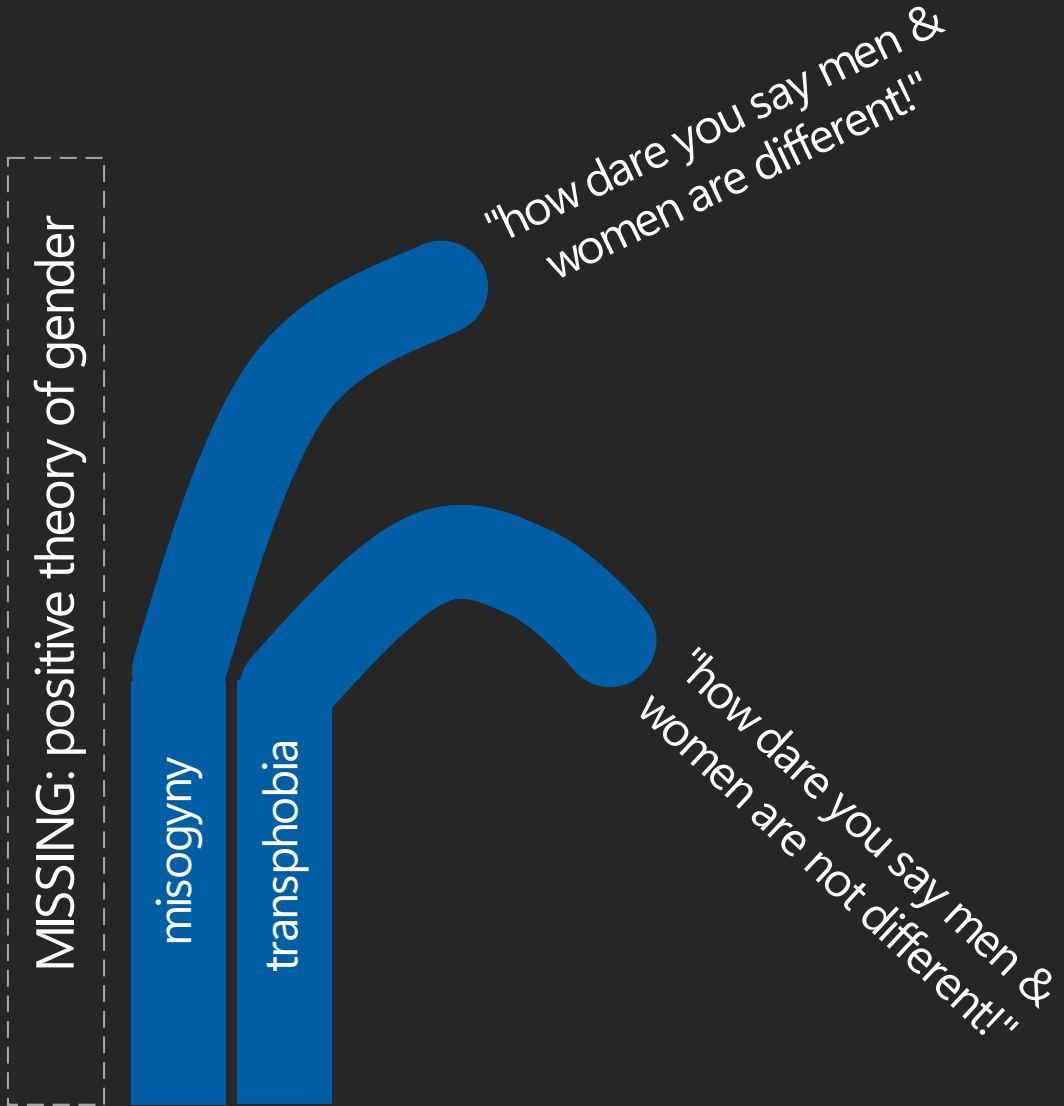 MISSING: positive theory of gender
misogyny
transphobia
"how dare you say men &
women are different!"
"how dare you say men &
women are not different!"